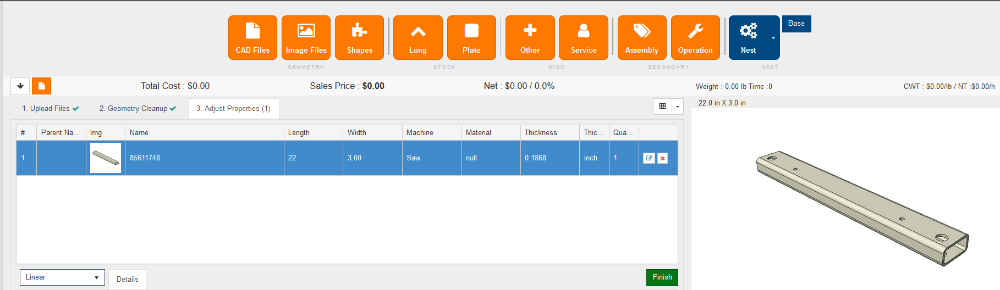 CAD Files Image Files Shapes Long Plate Other Service Assembly Operation Nest Base
GEOMETRY STOCK MISC SECONDARY NEST
Total Cost : $0.00 Sales Price : $0.00 Net : $0.00 / 0.0% Weight : 0.00 lb Time :0 CWT : $0.00/lb / NT :$0.00/h
1. Upload Files 2. Geometry Cleanup 3. Adjust Properties (1) 22.0 in X 3.0 in
# Parent Na... Img Name Length Width Machine Material Thickness Thic... Qua...
1 85611748 22 3.00 Saw null 0.1868 inch 1
Linear Details Finish